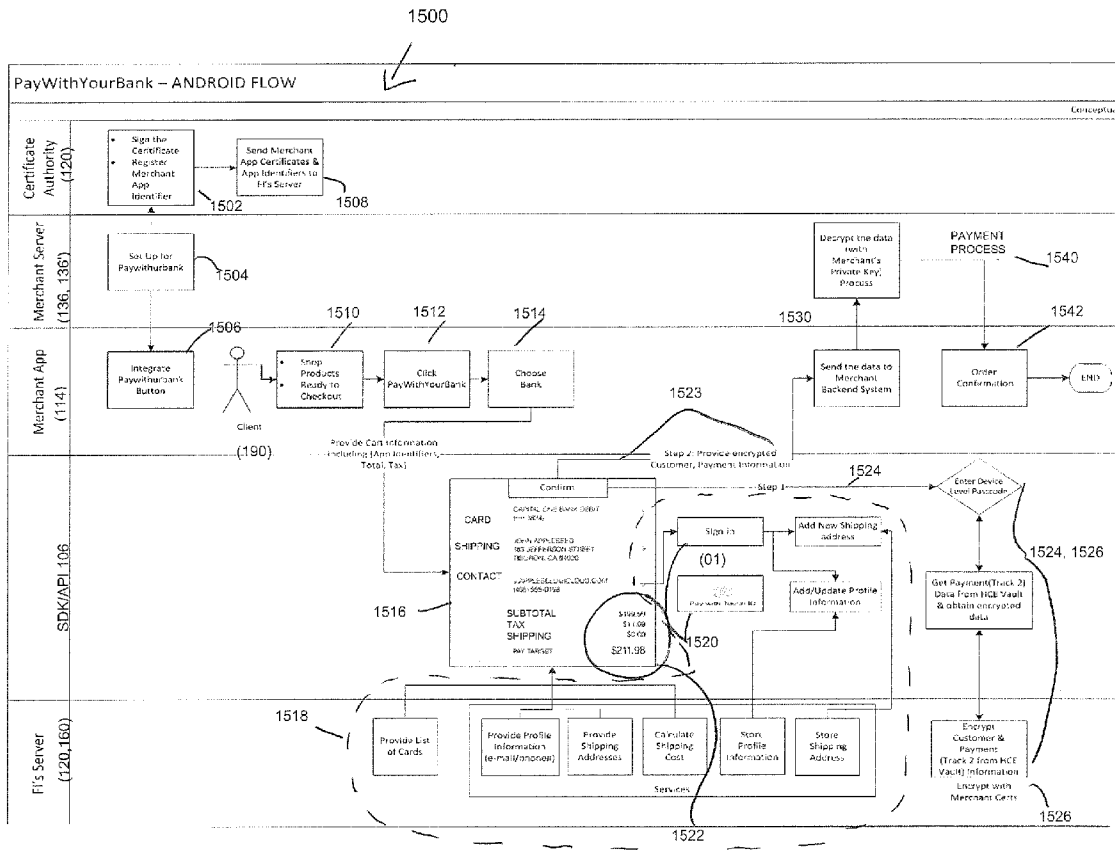 1500
PayWithYourBank – ANDROID FLOW
Conceptua
Certificate
Authority
(120)
• Sign the
Certificate
• Register
Merchant
App
Identifier
1502
Send Merchant
App Certificates &
App Identifiers to
FI's Server
1508
Merchant Server
(136, 136')
Set Up for
Paywithurbank
1504
Decrypt the data
(with
Merchant's
Private Key)
Process
PAYMENT
PROCESS
1540
Merchant App
(114)
1506
Integrate
Paywithurbank
Button
Client
(190)
1510
• Shop
Products
• Ready to
Checkout
1512
Click
PayWithYourBank
1514
Choose
Bank
1530
Send the data to
Merchant
Backend System
1542
Order
Confirmation
END
1523
Provide Cart Information
including (App Identifiers,
Total, Tax)
Step 2: Provide encrypted
Customer, Payment Information
SDK/API 106
Confirm
Step 1
1524
Enter Device
Level Passcode
CARD
CAPITAL ONE BANK DEBIT
SHIPPING
JOHN APPLESEED
CONTACT
1516
SUBTOTAL
TAX
SHIPPING
PAY TARGET
$211.98
Sign in
(01)
1520
Add New Shipping
address
Add/Update Profile
Information
1524, 1526
Get Payment(Track 2)
Data from HCE Vault
& obtain encrypted
data
FI's Server
(120,160)
1518
Provide List
of Cards
Provide Profile
Information
(e-mail/phone#)
Provide
Shipping
Addresses
Calculate
Shipping
Cost
Store
Profile
Information
Store
Shipping
Address
Services
1522
Encrypt
Customer &
Payment
(Track 2 from HCE
Vault) Information
Encrypt with
Merchant Certs
1526